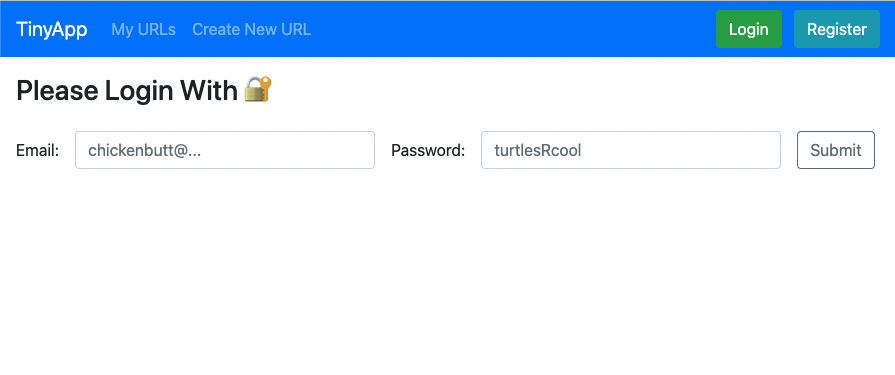 TinyApp My URLs Create New URL Login Register
Please Login With 🔐
Email: chickenbutt@... Password: turtlesRcool Submit